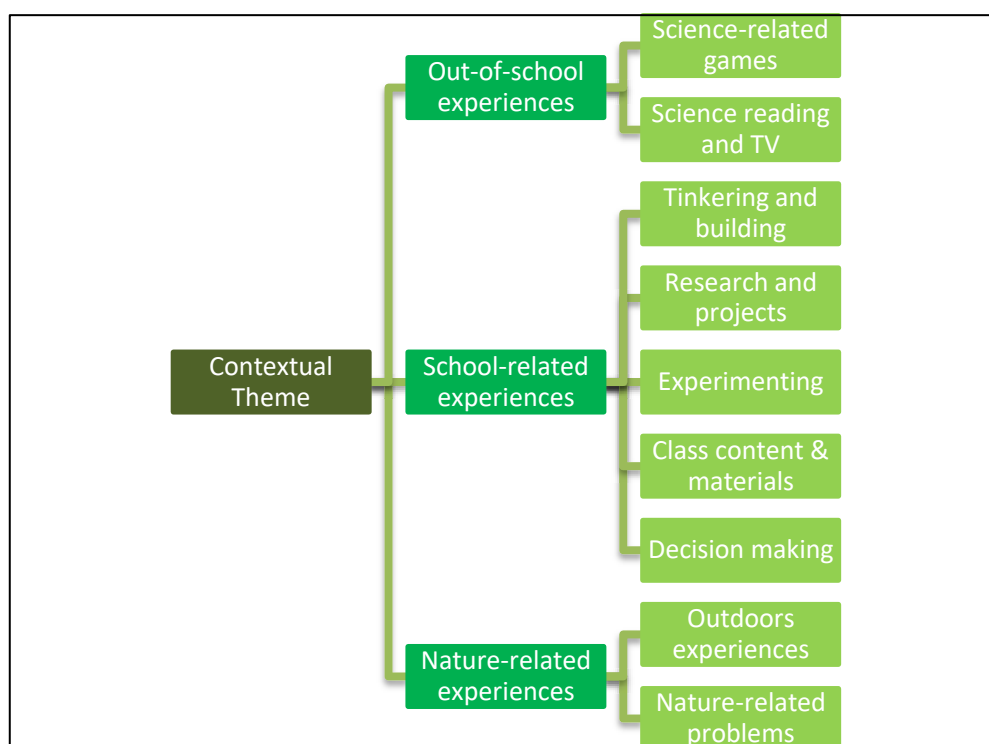 Contextual
Theme
Out-of-school
experiences
Science-related
games
Science reading
and TV
School-related
experiences
Tinkering and
building
Research and
projects
Experimenting
Class content &
materials
Decision making
Nature-related
experiences
Outdoors
experiences
Nature-related
problems